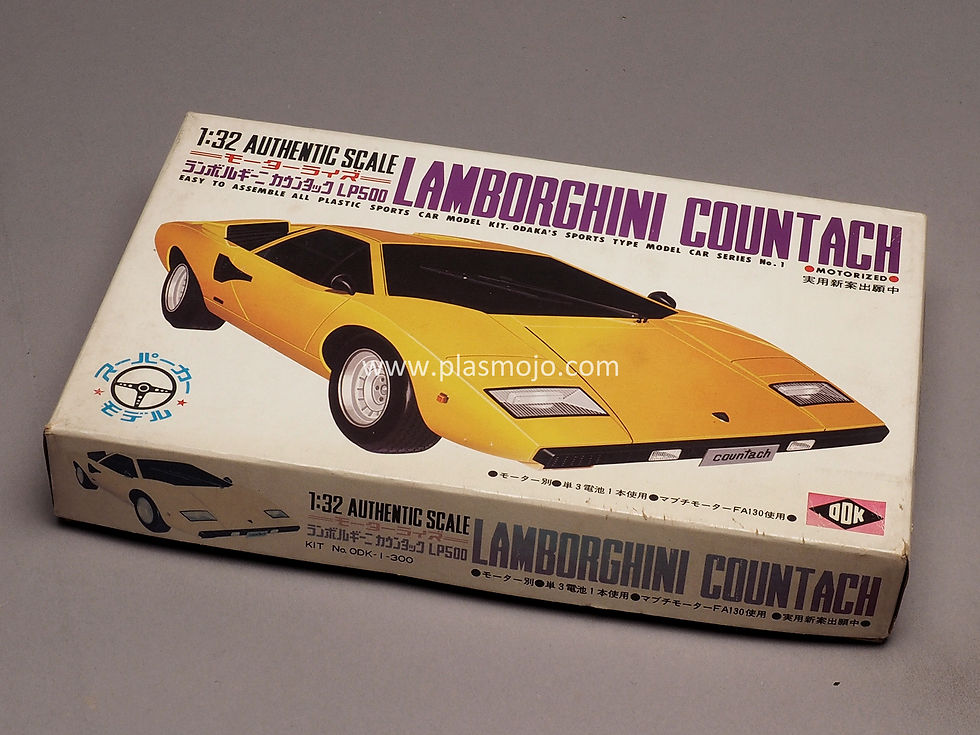 1:32 AUTHENTIC SCALE
モーターライズ
ランボルギーニ カウンタック LP500
LAMBORGHINI COUNTACH
EASY TO ASSEMBLE ALL PLASTIC SPORTS CAR MODEL KIT. ODAKA'S SPORTS TYPE MODEL CAR SERIES No.1
●MOTORIZED●
実用新案出願中
www.plasmojo.com
スーパーカー
モデル
countach
●モーター別●単3電池1本使用●マブチモーターFA130使用●
ODK
1:32 AUTHENTIC SCALE
モーターライズ
ランボルギーニ カウンタック LP500
KIT No. ODK-1-300
LAMBORGHINI COUNTACH
●モーター別●単3電池1本使用●マブチモーターFA130使用 ●実用新案出願中●